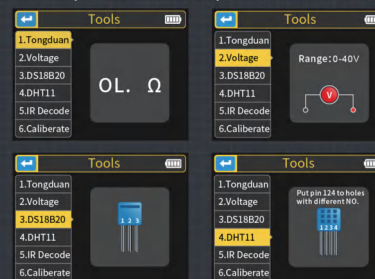 Tools
1.Tongduan
2.Voltage
3.DS18B20
4.DHT11
5.IR Decode
6.Caliberate
OL. Ω
Tools
1.Tongduan
2.Voltage
3.DS18B20
4.DHT11
5.IR Decode
6.Caliberate
Range:0-40V
V
Tools
1.Tongduan
2.Voltage
3.DS18B20
4.DHT11
5.IR Decode
6.Caliberate
1 2 3
Tools
1.Tongduan
2.Voltage
3.DS18B20
4.DHT11
5.IR Decode
6.Caliberate
Put pin 124 to holes
with different NO.
1 2 3 4